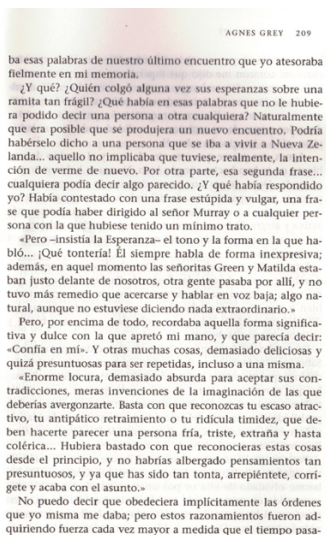 AGNES GREY 209
ba esas palabras de nuestro último encuentro que yo atesoraba
fielmente en mi memoria.
¿Y qué? ¿Quién colgó alguna vez sus esperanzas sobre una
ramita tan frágil? ¿Qué había en esas palabras que no le hubie-
ra podido decir una persona a otra cualquiera? Naturalmente
que era posible que se produjera un nuevo encuentro. Podría
habérselo dicho a una persona que se iba a vivir a Nueva Ze-
landa... aquello no implicaba que tuviese, realmente, la inten-
ción de verme de nuevo. Por otra parte, esa segunda frase...
cualquiera podía decir algo parecido. ¿Y qué había respondido
yo? Había contestado con una frase estúpida y vulgar, una fra-
se que podía haber dirigido al señor Murray o a cualquier per-
sona con la que hubiese tenido un mínimo trato.
«Pero –insistía la Esperanza– el tono y la forma en la que ha-
bló... ¡Qué tontería! Él siempre habla de forma inexpresiva;
además, en aquel momento las señoritas Green y Matilda esta-
ban justo delante de nosotros, otra gente pasaba por allí, y no
tuvo más remedio que acercarse y hablar en voz baja; algo na-
tural, aunque no estuviese diciendo nada extraordinario.»
Pero, por encima de todo, recordaba aquella forma significa-
tiva y dulce con la que apretó mi mano, y que parecía decir:
«Confía en mí». Y otras muchas cosas, demasiado deliciosas y
quizá presuntuosas para ser repetidas, incluso a una misma.
«Enorme locura, demasiado absurda para aceptar sus con-
tradicciones, meras invenciones de la imaginación de las que
deberías avergonzarte. Basta con que reconozcas tu escaso atrac-
tivo, tu antipático retraimiento o tu ridícula timidez, que de-
ben hacerte parecer una persona fría, triste, extraña y hasta
colérica... Hubiera bastado con que reconocieras estas cosas
desde el principio, y no habrías albergado pensamientos tan
presuntuosos, y ya que has sido tan tonta, arrepiéntete, corrí-
gete y acaba con el asunto.»
No puedo decir que obedeciera implícitamente las órdenes
que yo misma me daba; pero estos razonamientos fueron ad-
quiriendo fuerza cada vez mayor a medida que el tiempo pasa-